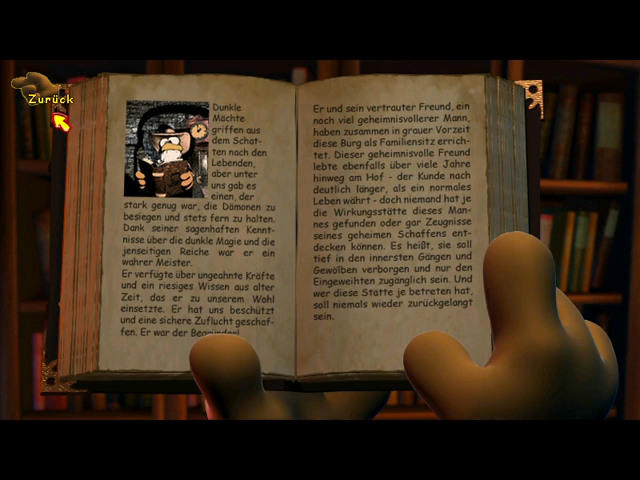 Zurück
Dunkle
Mächte
griffen aus
dem Schat-
ten nach den
Lebenden,
aber unter
uns gab es
einen, der
stark genug war, die Dämonen zu
besiegen und stets fern zu halten.
Dank seiner sagenhaften Kennt-
nisse über die dunkle Magie und die
jenseitigen Reiche war er ein
wahrer Meister.
Er verfügte über ungeahnte Kräfte
und ein riesiges Wissen aus alter
Zeit, das er zu unserem Wohl
einsetzte. Er hat uns beschützt
und eine sichere Zuflucht geschaf-
fen. Er war der Begründer!
Er und sein vertrauter Freund, ein
noch viel geheimnisvollerer Mann,
haben zusammen in grauer Vorzeit
diese Burg als Familiensitz errich-
tet. Dieser geheimnisvolle Freund
lebte ebenfalls über viele Jahre
hinweg am Hof - der Kunde nach
deutlich länger, als ein normales
Leben währt - doch niemand hat je
die Wirkungsstätte dieses Man-
nes gefunden oder gar Zeugnisse
seines geheimen Schaffens ent-
decken können. Es heißt, sie soll
tief in den innersten Gängen und
Gewölben verborgen und nur den
Eingeweihten zugänglich sein. Und
wer diese Stätte je betreten hat,
soll niemals wieder zurückgelangt
sein.